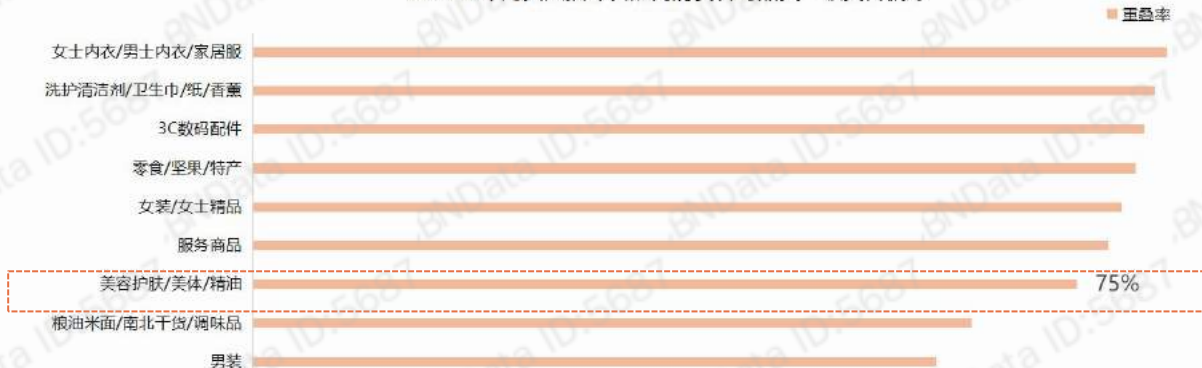 重叠率
女士内衣/男士内衣/家居服
洗护清洁剂/卫生巾/纸/香薰
3C数码配件
零食/坚果/特产
女装/女士精品
服务商品
美容护肤/美体/精油
75%
粮油米面/南北干货/调味品
男装